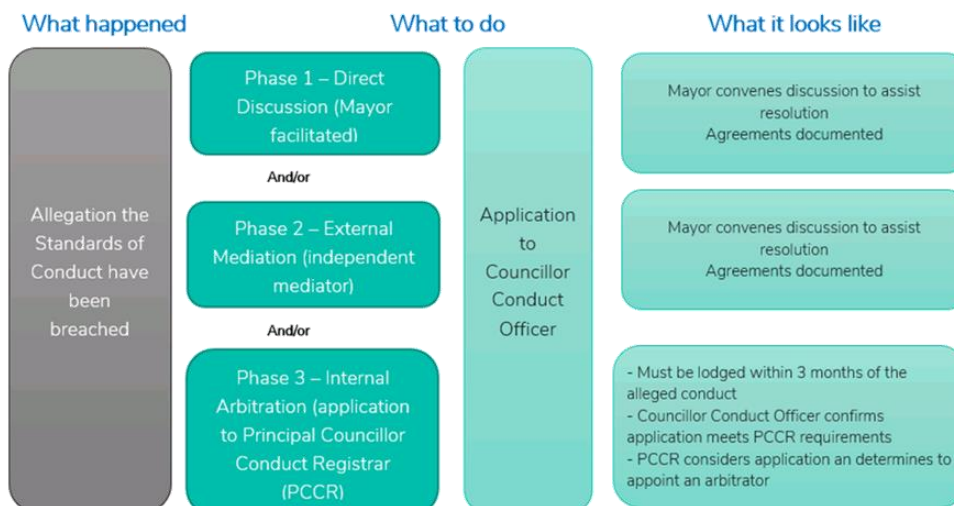 What happened
What to do
What it looks like
Allegation the
Standards of
Conduct have
been
breached
Phase 1 – Direct
Discussion (Mayor
facilitated)
And/or
Phase 2 – External
Mediation (independent
mediator)
And/or
Phase 3 – Internal
Arbitration (application
to Principal Councillor
Conduct Registrar
(PCCR)
Application
to
Councillor
Conduct
Officer
Mayor convenes discussion to assist
resolution
Agreements documented
Mayor convenes discussion to assist
resolution
Agreements documented
- Must be lodged within 3 months of the
alleged conduct
- Councillor Conduct Officer confirms
application meets PCCR requirements
- PCCR considers application an determines to
appoint an arbitrator